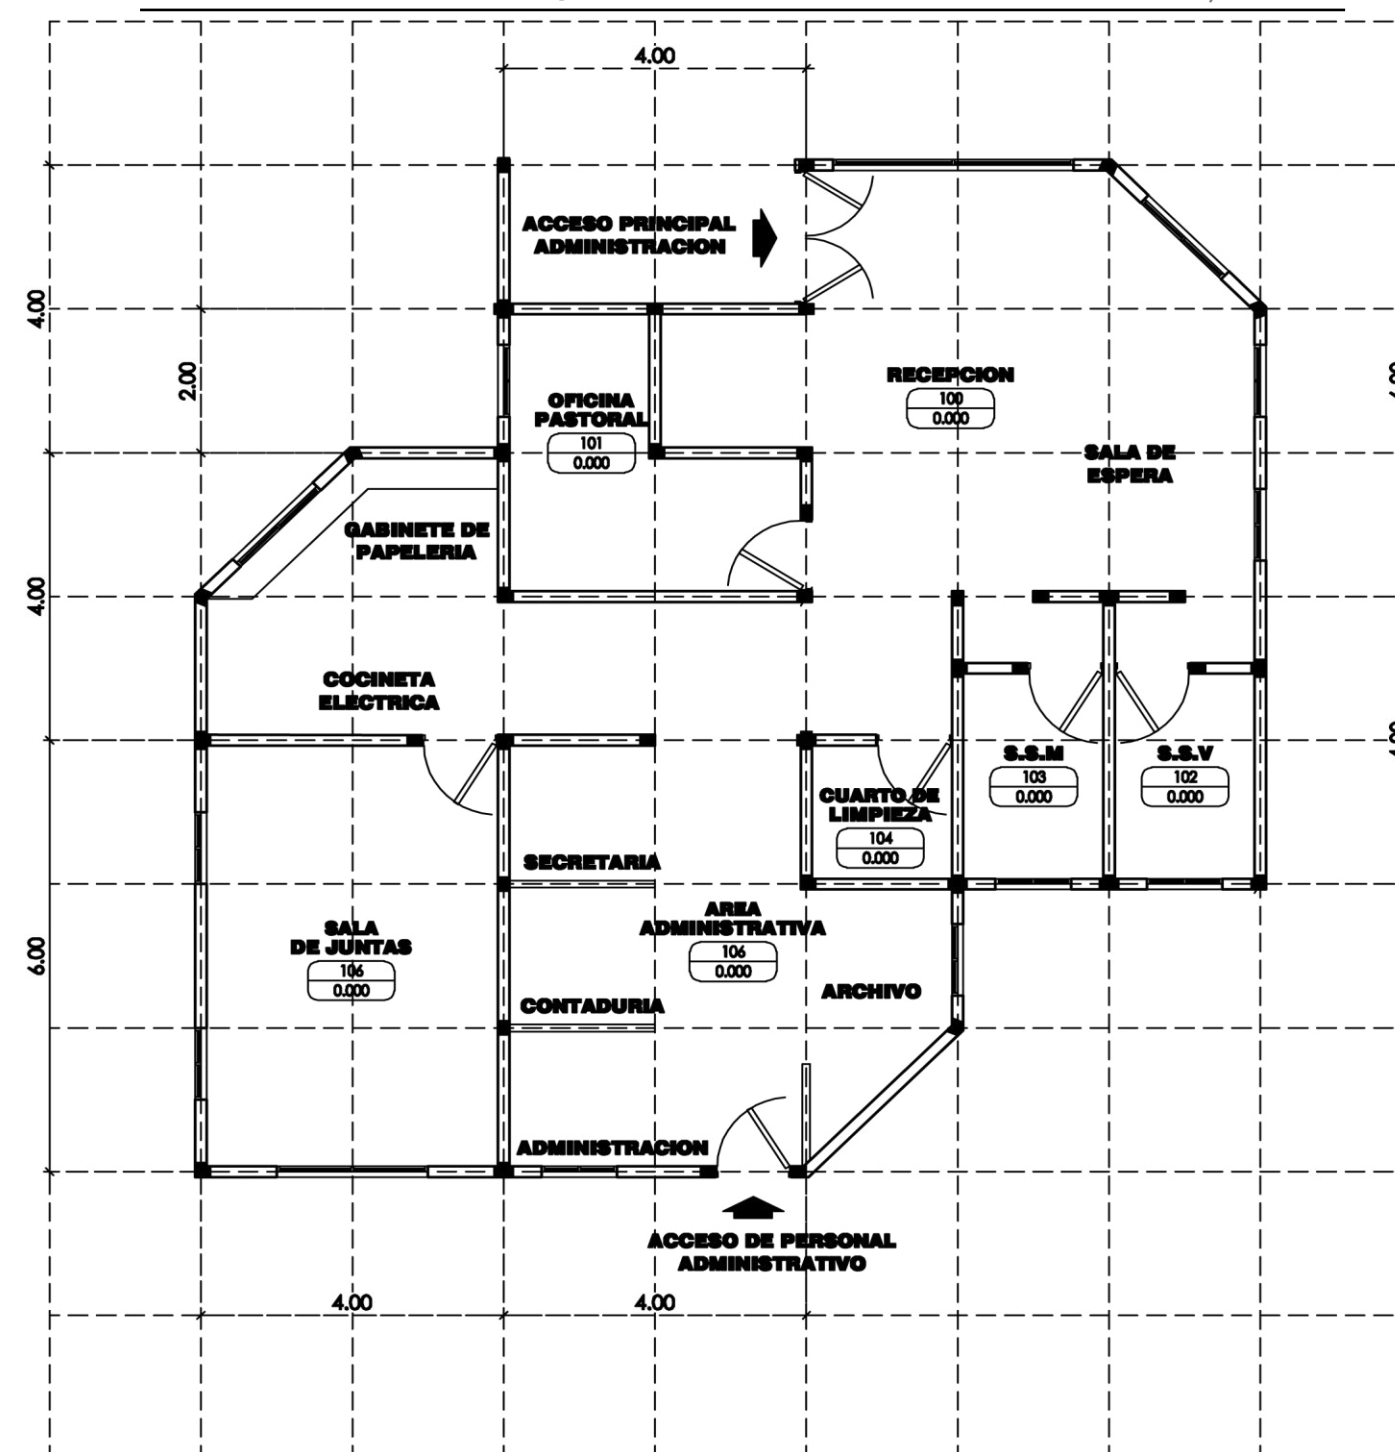 4.00
ACCESO PRINCIPAL
ADMINISTRACION
4.00
2.00
RECEPCION
100
0.000
OFICINA
PASTORAL
101
0.000
SALA DE
ESPERA
GABINETE DE
PAPELERIA
4.00
COCINETA
ELECTRICA
S.S.M
103
0.000
S.S.V
102
0.000
CUARTO DE
LIMPIEZA
104
0.000
SECRETARIA
AREA
ADMINISTRATIVA
106
0.000
SALA
DE JUNTAS
106
0.000
6.00
ARCHIVO
CONTADURIA
ADMINISTRACION
ACCESO DE PERSONAL
ADMINISTRATIVO
4.00
4.00